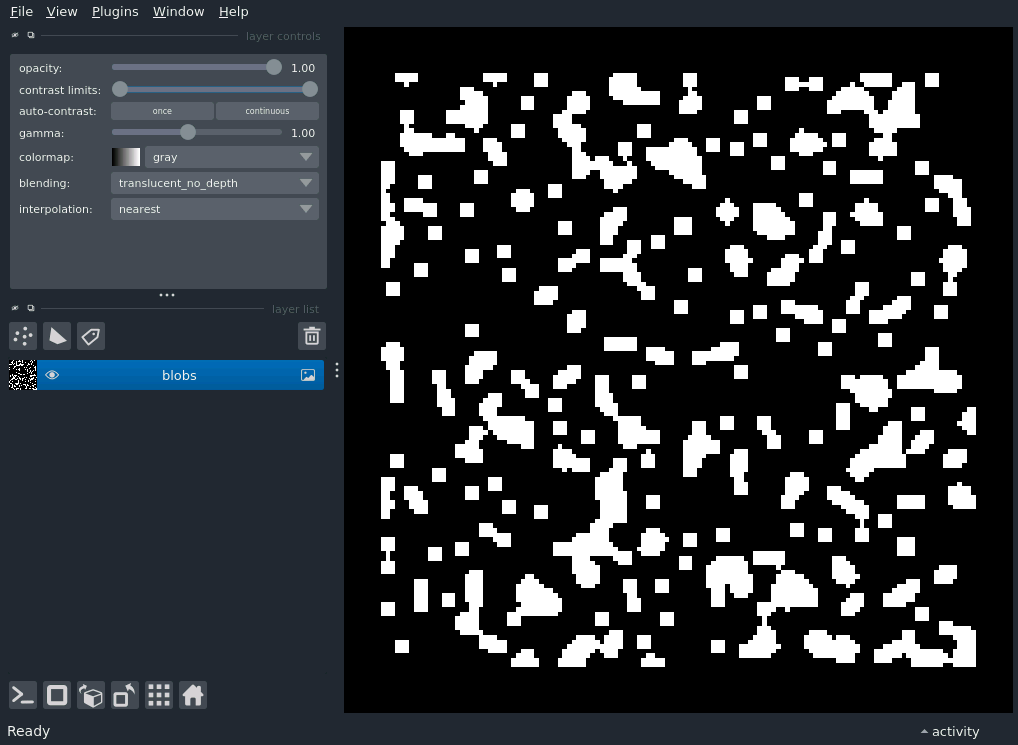 File View Plugins Window Help
layer controls
opacity: 1.00
contrast limits:
auto-contrast: once continuous
gamma: 1.00
colormap: gray
blending: translucent_no_depth
interpolation: nearest
layer list
blobs
Ready
activity